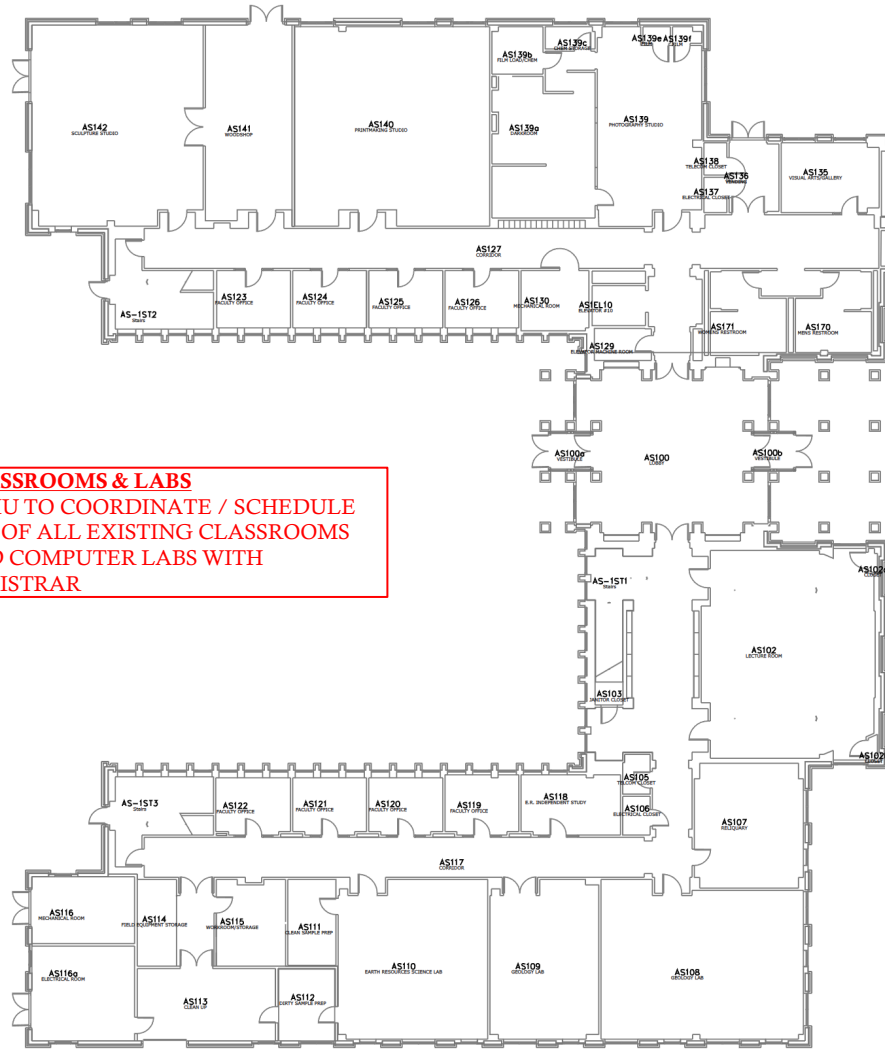 AS139e
AS139f
FILM
AS139c
CHEM STORAGE
AS139b
FILM LOAD/CHEM
AS142
SCULPTURE STUDIO
AS141
WOODSHOP
AS140
PRINTMAKING STUDIO
AS139a
DARKROOM
AS139
PHOTOGRAPHY STUDIO
AS138
TELECOM CLOSET
AS136
VENDING
AS135
VISUAL ARTS/GALLERY
AS137
ELECTRICAL CLOSET
AS127
CORRIDOR
AS-1ST2
Stairs
AS123
FACULTY OFFICE
AS124
FACULTY OFFICE
AS125
FACULTY OFFICE
AS126
FACULTY OFFICE
AS130
MECHANICAL ROOM
AS1EL10
ELEVATOR #10
AS129
ELEVATOR MACHINE ROOM
AS171
WOMENS RESTROOM
AS170
MENS RESTROOM
AS100a
VESTIBULE
AS100
LOBBY
AS100b
VESTIBULE
SSROOMS & LABS
U TO COORDINATE / SCHEDULE
OF ALL EXISTING CLASSROOMS
COMPUTER LABS WITH
ISTRAR
AS-1ST1
Stairs
AS102
CLOSET
AS102
LECTURE ROOM
AS103
JANITOR CLOSET
AS102
AS105
TELCOM CLOSET
AS106
ELECTRICAL CLOSET
AS107
RELIQUARY
AS-1ST3
Stairs
AS122
FACULTY OFFICE
AS121
FACULTY OFFICE
AS120
FACULTY OFFICE
AS119
FACULTY OFFICE
AS118
E.R. INDEPENDENT STUDY
AS117
CORRIDOR
AS116
MECHANICAL ROOM
AS114
FIELD EQUIPMENT STORAGE
AS115
WORKROOM/STORAGE
AS111
CLEAN SAMPLE PREP
AS116a
ELECTRICAL ROOM
AS113
CLEAN UP
AS112
DIRTY SAMPLE PREP
AS110
EARTH RESOURCES SCIENCE LAB
AS109
GEOLOGY LAB
AS108
GEOLOGY LAB